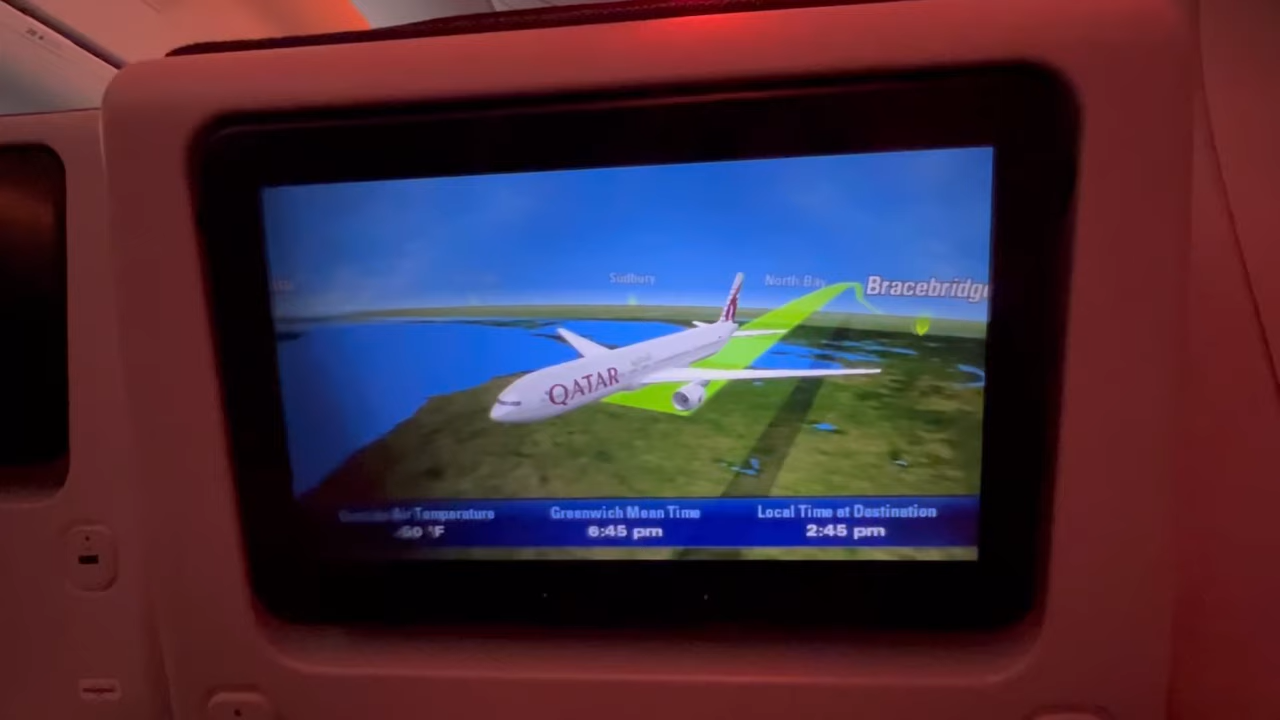 Sudbury
North Bay
Bracebridge
QATAR
Air Temperature
Greenwich Mean Time
Local Time at Destination
°F
6:45 pm
2:45 pm